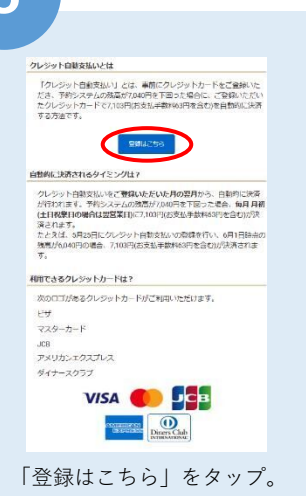 クレジット自動支払いとは
「クレジット自動支払い」とは、事前にクレジットカードをご登録いた
だき、予約システムの残高が7,040円を下回った場合に、ご登録いただい
たクレジットカードで7,103円(お支払手数料63円を含む)を自動的に決済
する方法です。
登録はこちら
自動的に決済されるタイミングは？
クレジット自動支払いをご登録いただいた月の翌月から、自動的に決済
が行われます。予約システムの残高が7,040円を下回った場合、毎月月初
(土日祝祭日の場合は翌営業日)に7,103円(お支払手数料63円を含む)が決
済されます。
たとえば、5月25日にクレジット自動支払いの登録を行い、6月1日時点の
残高が6,040円の場合、7,103円(お支払手数料63円を含む)が決済されま
す。
利用できるクレジットカードは？
次のロゴがあるクレジットカードがご利用いただけます。
ビザ
マスターカード
JCB
アメリカンエクスプレス
ダイナースクラブ
VISA JCB
AMERICAN EXPRESS Diners Club
INTERNATIONAL
「登録はこちら」をタップ。